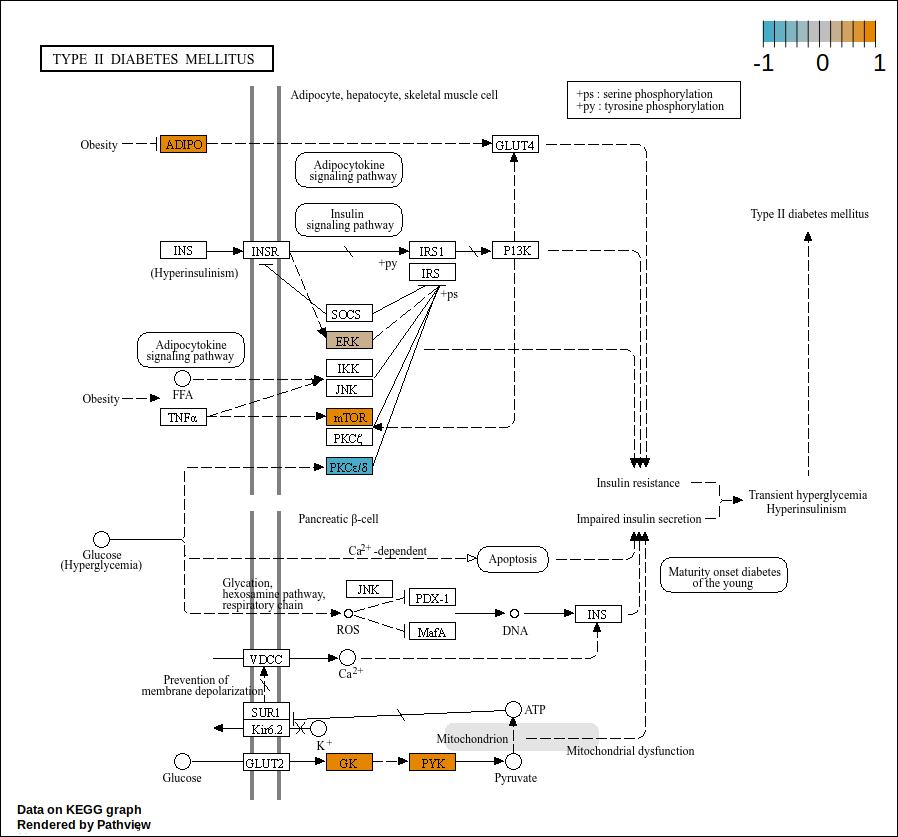 -1 0 1
TYPE II DIABETES MELLITUS
Adipocyte, hepatocyte, skeletal muscle cell
+ps : serine phosphorylation
+py : tyrosine phosphorylation
Obesity
ADIPO
GLUT4
Adipocytokine
signaling pathway
Insulin
signaling pathway
Type II diabetes mellitus
INS
INSR
IRS1
P13K
(Hyperinsulinism)
+py
IRS
+ps
SOCS
ERK
Adipocytokine
signaling pathway
IKK
FFA
JNK
Obesity
TNFα
mTOR
PKCζ
PKCε/δ
Insulin resistance
Transient hyperglycemia
Hyperinsulinism
Impaired insulin secretion
Pancreatic β-cell
Glucose
(Hyperglycemia)
Ca2+ -dependent
Apoptosis
Maturity onset diabetes
of the young
Glycation,
hexosamine pathway,
respiratory chain
JNK
PDX-1
ROS
MafA
DNA
INS
VDCC
Ca2+
Prevention of
membrane depolarization
SUR1
Kir6.2
K+
ATP
Mitochondrion
Mitochondrial dysfunction
GLUT2
GK
PYK
Glucose
Pyruvate
Data on KEGG graph
Rendered by Pathview